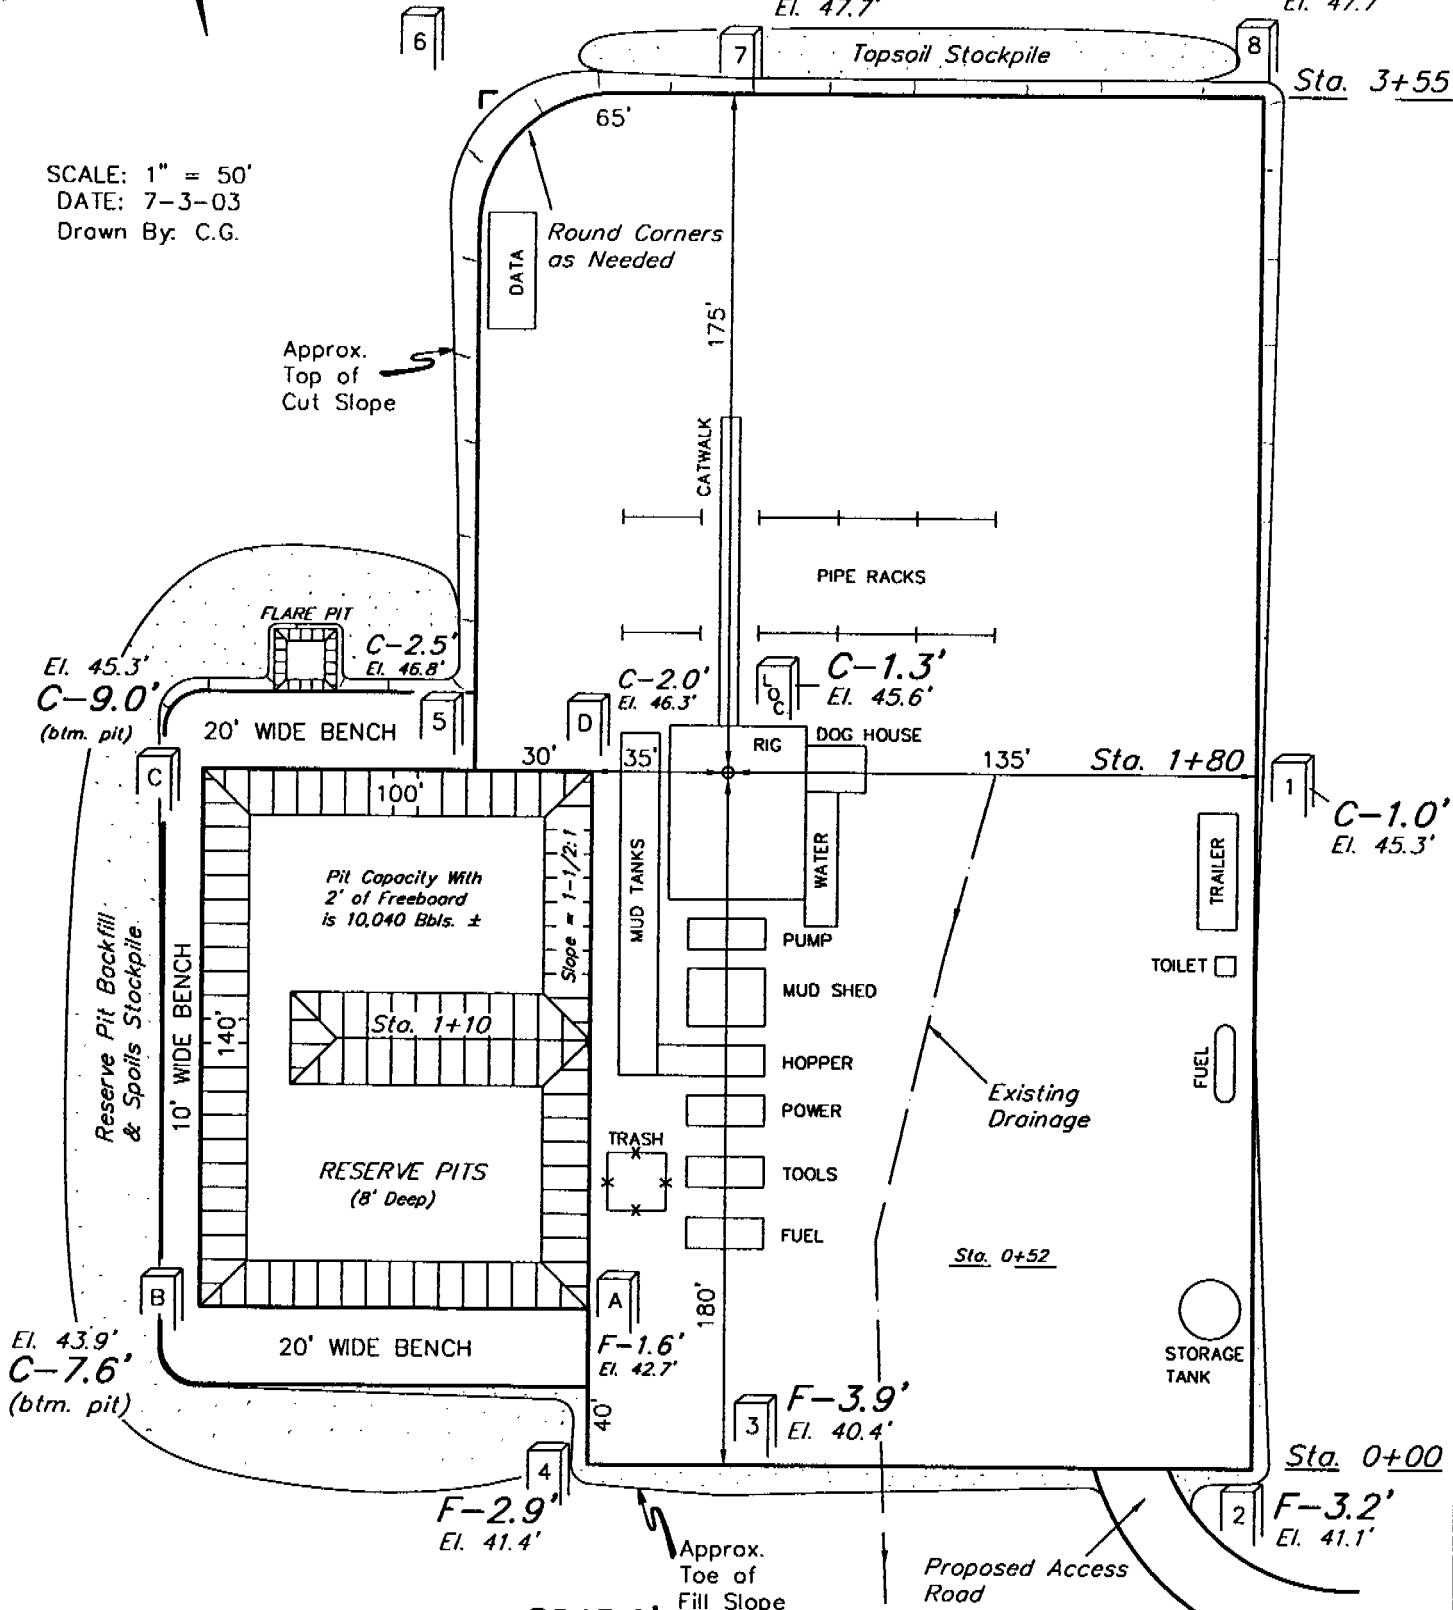 El. 47.7'
El. 47.7
6
7
8
Topsoil Stockpile
Sta. 3+55
65'
SCALE: 1" = 50'
DATE: 7-3-03
Drawn By: C.G.
Round Corners
as Needed
DATA
175'
Approx.
Top of
Cut Slope
CATWALK
PIPE RACKS
FLARE PIT
C-2.5'
El. 46.8'
El. 45.3'
C-9.0'
(btm. pit)
C-2.0'
El. 46.3'
LOC
C-1.3'
El. 45.6'
20' WIDE BENCH
5
D
RIG
DOG HOUSE
30'
35'
135'
Sta. 1+80
C
1
C-1.0'
El. 45.3'
100'
Pit Capacity With
2' of Freeboard
is 10,040 Bbls. ±
Slope = 1-1/2:1
MUD TANKS
WATER
TRAILER
PUMP
TOILET
MUD SHED
Reserve Pit Backfill
& Spoils Stockpile
10' WIDE BENCH
140'
Sta. 1+10
HOPPER
FUEL
POWER
Existing
Drainage
TRASH
RESERVE PITS
(8' Deep)
TOOLS
FUEL
Sta. 0+52
B
A
180'
El. 43.9'
C-7.6'
(btm. pit)
20' WIDE BENCH
F-1.6'
El. 42.7'
STORAGE
TANK
40'
3
F-3.9'
El. 40.4'
4
F-2.9'
El. 41.4'
Sta. 0+00
2
F-3.2'
El. 41.1'
Approx.
Toe of
Fill Slope
Proposed Access
Road